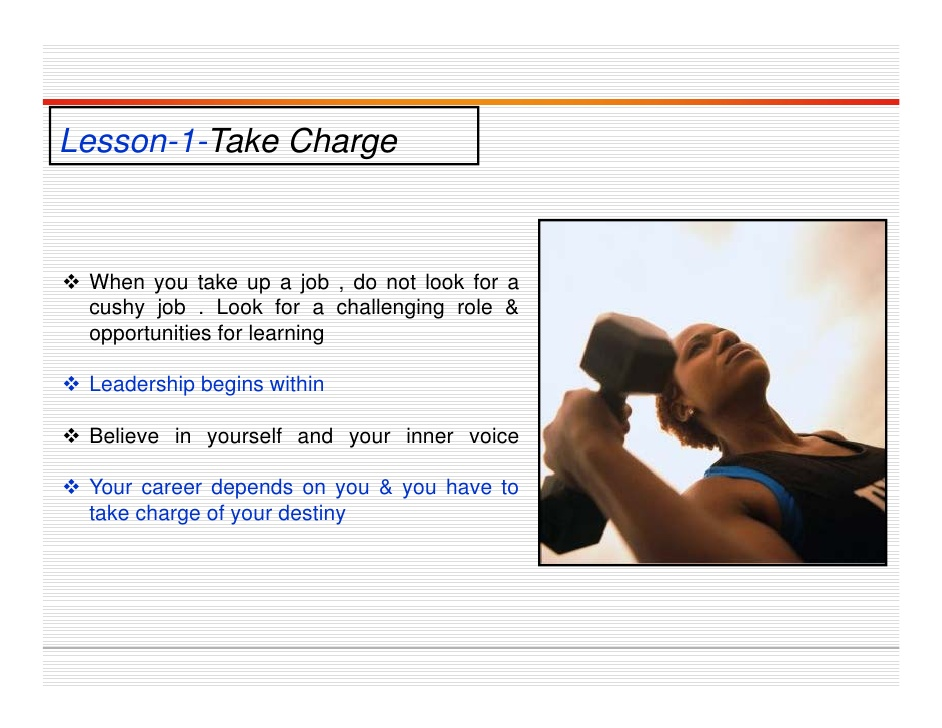 Lesson-1-Take Charge
❖ When you take up a job , do not look for a
cushy job . Look for a challenging role &
opportunities for learning
❖ Leadership begins within
❖ Believe in yourself and your inner voice
❖ Your career depends on you & you have to
take charge of your destiny